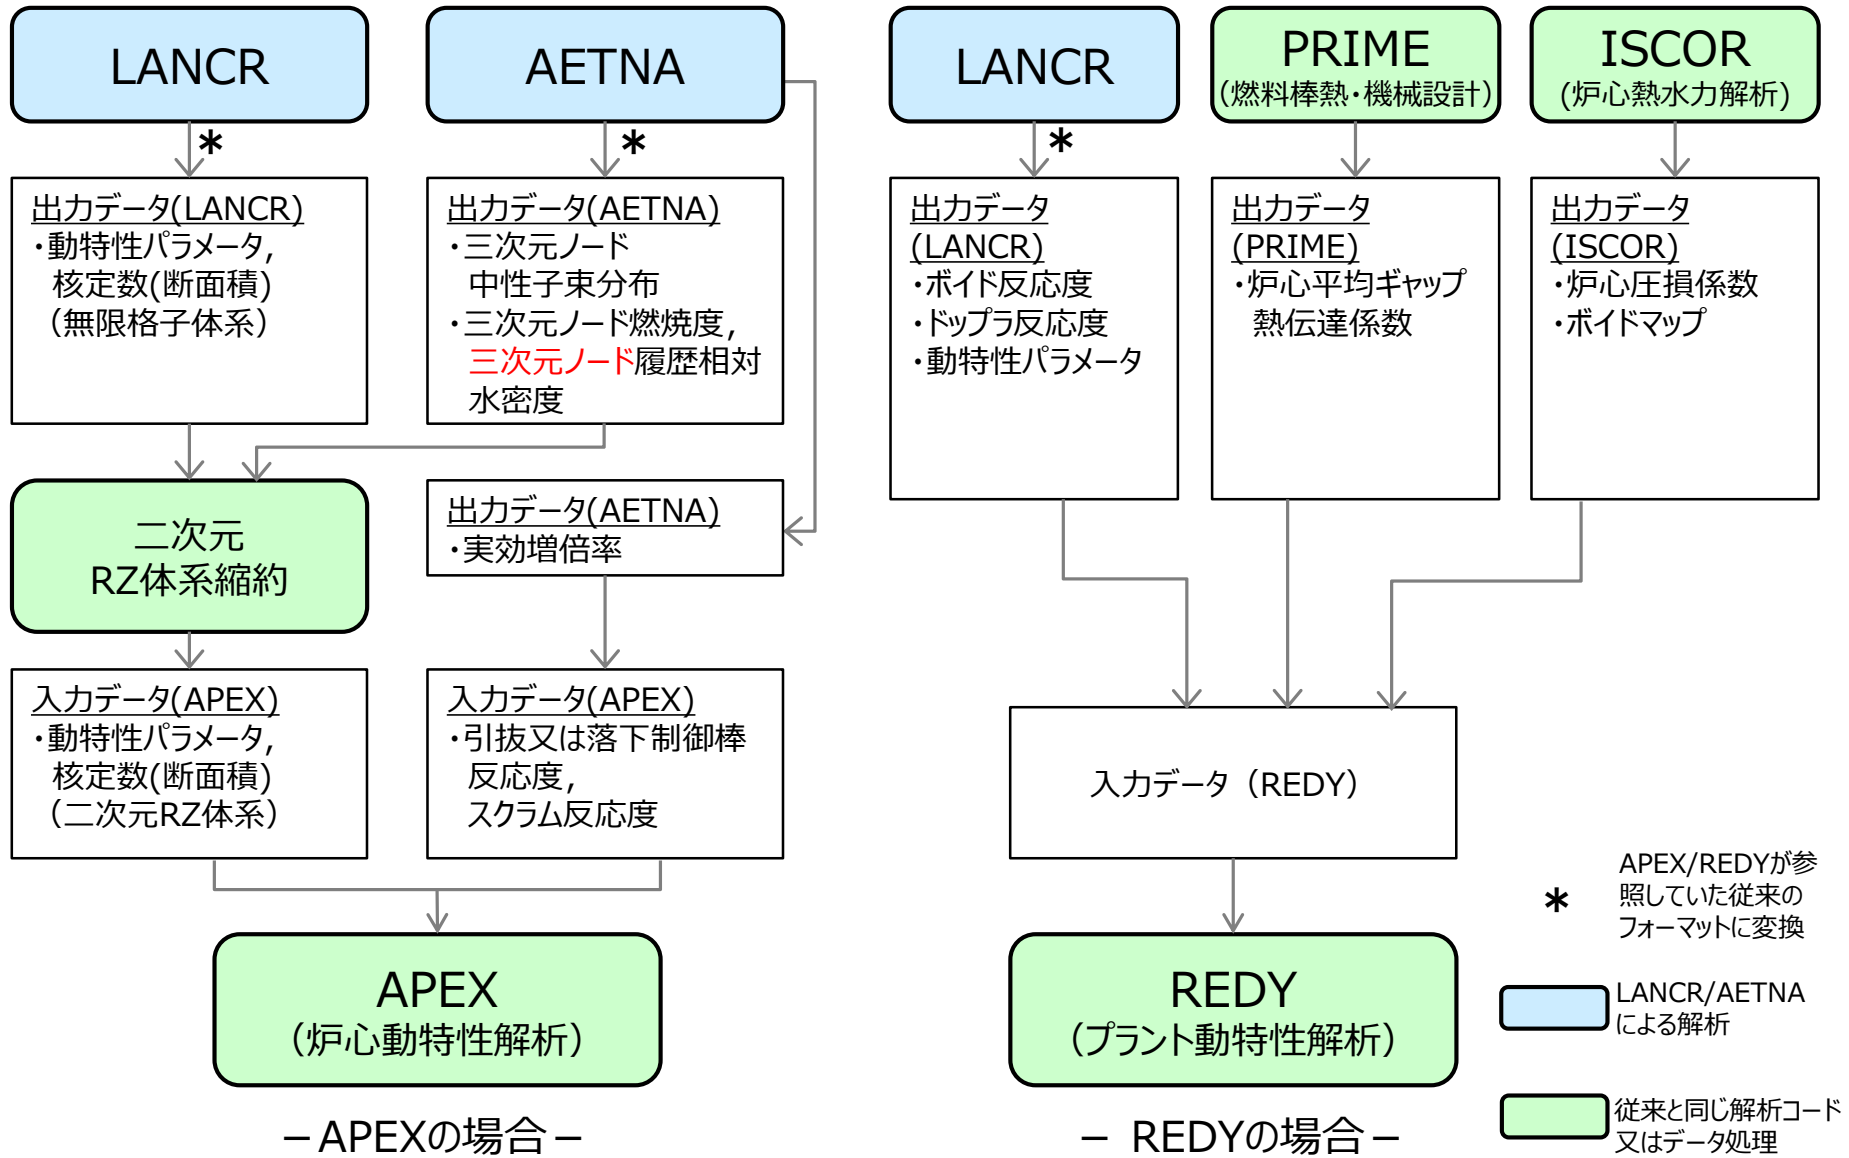 LANCR
*
出力データ(LANCR)
・動特性パラメータ,
核定数(断面積)
（無限格子体系）
AETNA
*
出力データ(AETNA)
・三次元ノード
中性子束分布
・三次元ノード燃焼度,
三次元ノード履歴相対
水密度
二次元
RZ体系縮約
出力データ(AETNA)
・実効増倍率
入力データ(APEX)
・動特性パラメータ,
核定数(断面積)
（二次元RZ体系）
入力データ(APEX)
・引抜又は落下制御棒
反応度,
スクラム反応度
APEX
（炉心動特性解析）
－APEXの場合－
LANCR
*
出力データ
(LANCR)
・ボイド反応度
・ドップラ反応度
・動特性パラメータ
PRIME
（燃料棒熱・機械設計）
出力データ
(PRIME)
・炉心平均ギャップ
熱伝達係数
ISCOR
(炉心熱水力解析)
出力データ
(ISCOR)
・炉心圧損係数
・ボイドマップ
入力データ（REDY）
REDY
（プラント動特性解析）
－ REDYの場合－
*
APEX/REDYが参
照していた従来の
フォーマットに変換
LANCR/AETNA
による解析
従来と同じ解析コード
又はデータ処理